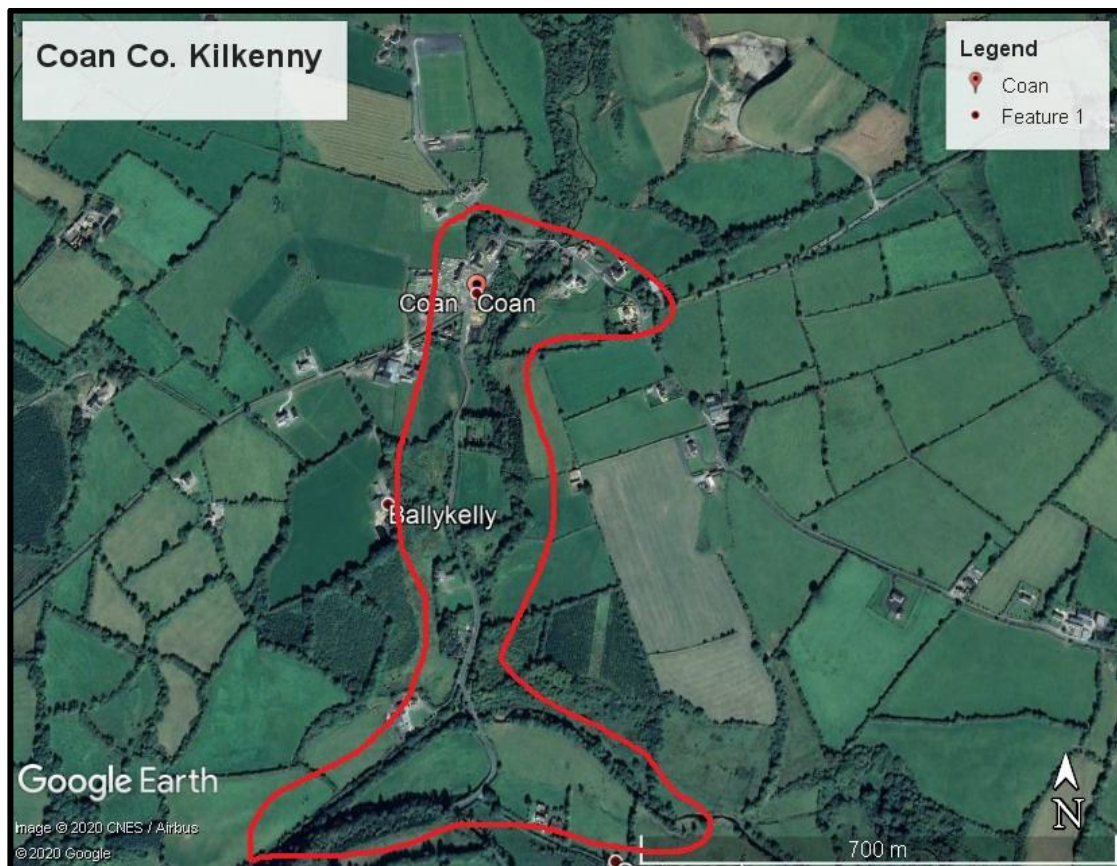 Coan Co. Kilkenny
Legend
Coan
Feature 1
Coan
Coan
Ballykelly
Google Earth
Image © 2020 CNES / Airbus
© 2020 Google
700 m
N